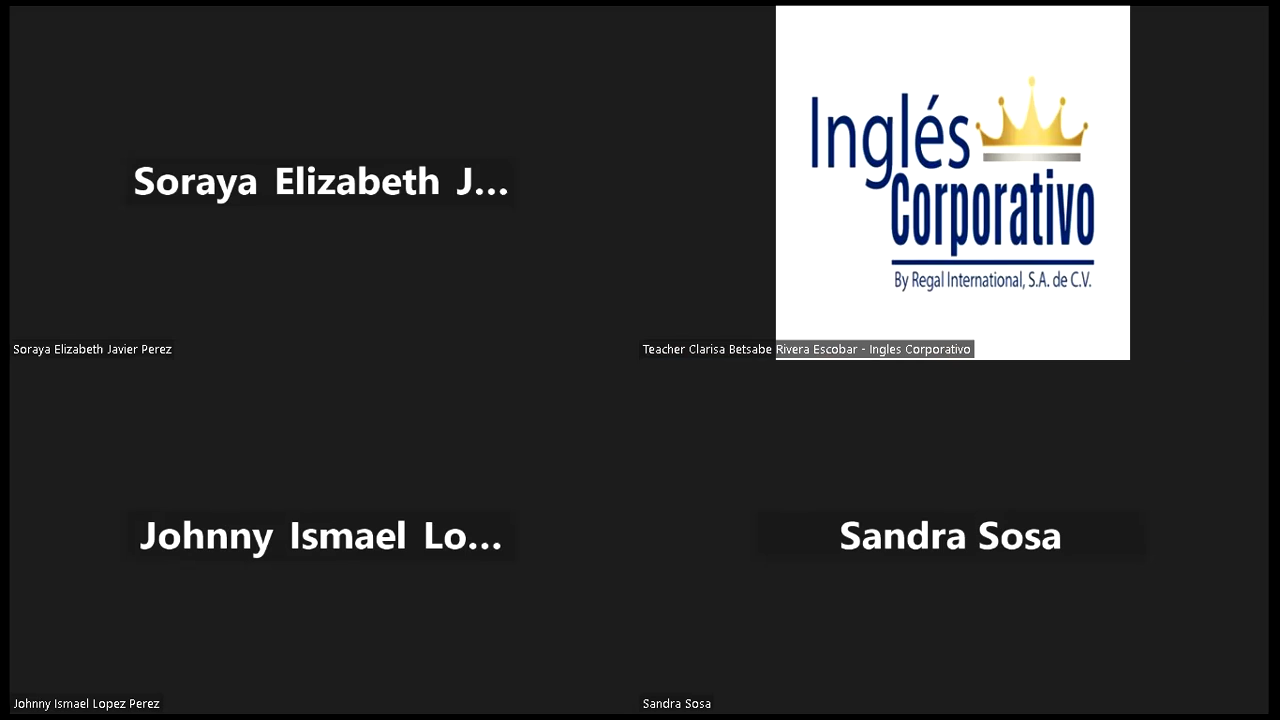 Soraya Elizabeth J...
Soraya Elizabeth Javier Perez
Inglés
Corporativo
By Regal International, S.A. de C.V.
Teacher Clarisa Betsabe Rivera Escobar - Ingles Corporativo
Johnny Ismael Lo...
Johnny Ismael Lopez Perez
Sandra Sosa
Sandra Sosa